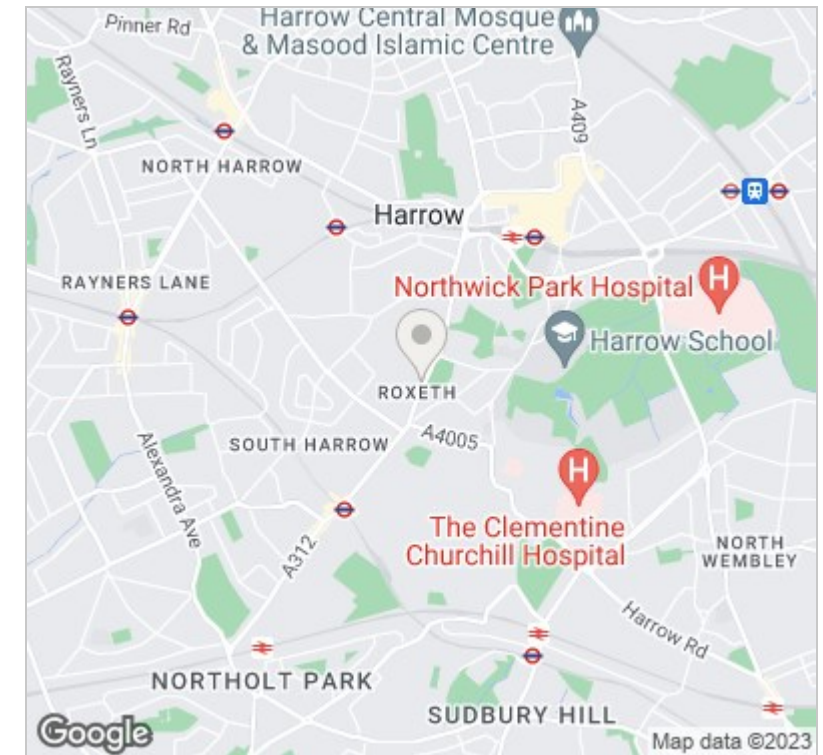 Pinner Rd
Harrow Central Mosque
& Masood Islamic Centre
Rayners Ln
A409
NORTH HARROW
Harrow
RAYNERS LANE
Northwick Park Hospital
H
Harrow School
ROXETH
A4005
SOUTH HARROW
Alexandra Ave
H
The Clementine
Churchill Hospital
A312
NORTH
WEMBLEY
Harrow Rd
NORTHOLT PARK
SUDBURY HILL
Google
Map data ©2023